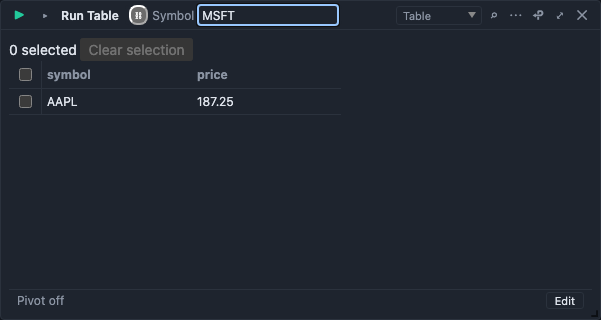 Run Table Symbol MSFT Table
0 selected Clear selection
symbol price
AAPL 187.25
Pivot off Edit